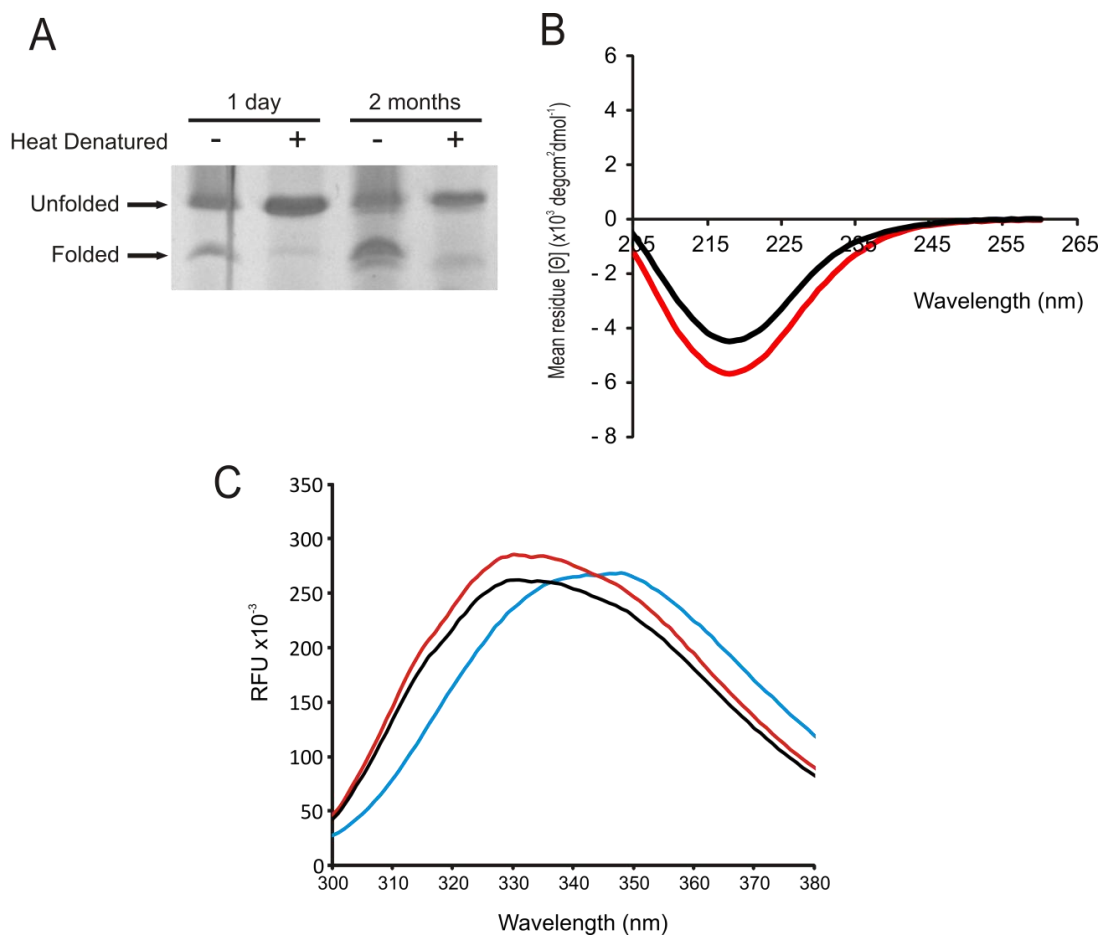 A
1 day 2 months
Heat Denatured - + - +
Unfolded
Folded
B
Mean residue [Θ] (x10³ degcm²dmol⁻¹)
6
4
2
0
- 2
- 4
- 6
- 8
205 215 225 235 245 255 265
Wavelength (nm)
C
RFU x10⁻³
350
300
250
200
150
100
50
0
300 310 320 330 340 350 360 370 380
Wavelength (nm)